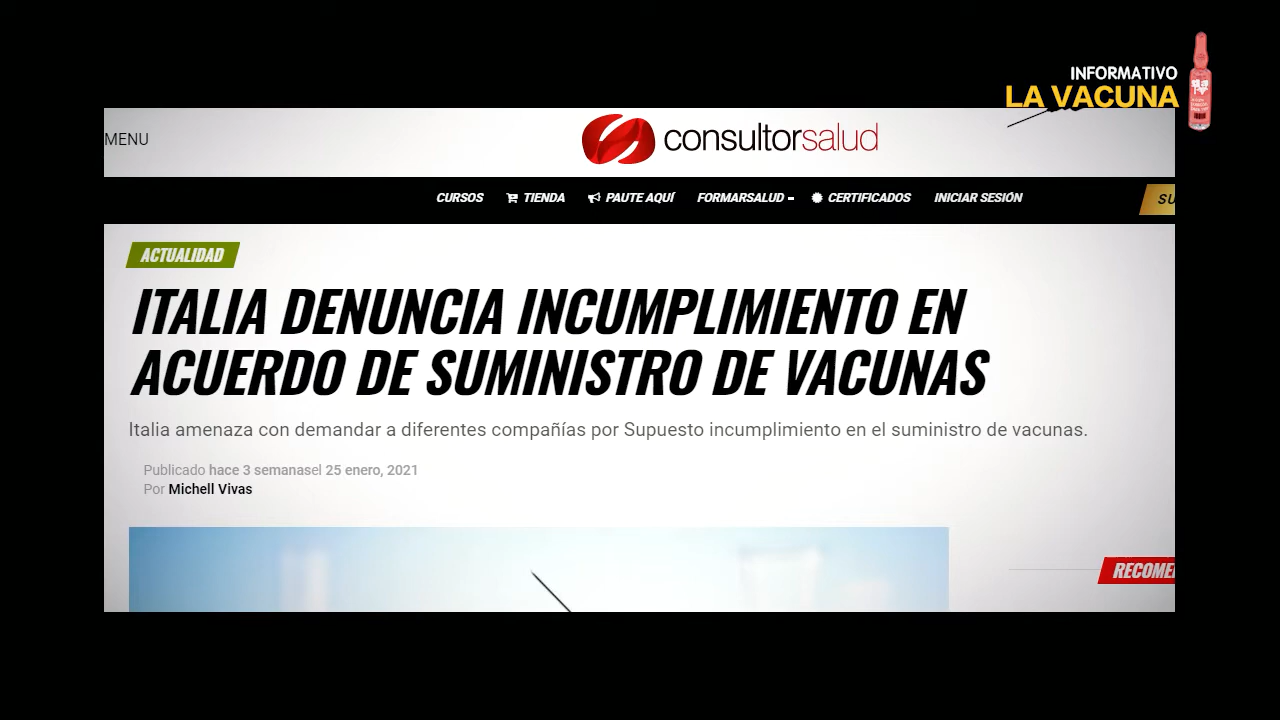 INFORMATIVO
LA VACUNA
MENU
consultorsalud
CURSOS TIENDA PAUTE AQUÍ FORMARSALUD CERTIFICADOS INICIAR SESIÓN SU
ACTUALIDAD
ITALIA DENUNCIA INCUMPLIMIENTO EN
ACUERDO DE SUMINISTRO DE VACUNAS
Italia amenaza con demandar a diferentes compañías por Supuesto incumplimiento en el suministro de vacunas.
Publicado hace 3 semanasel 25 enero, 2021
Por Michell Vivas
RECOME